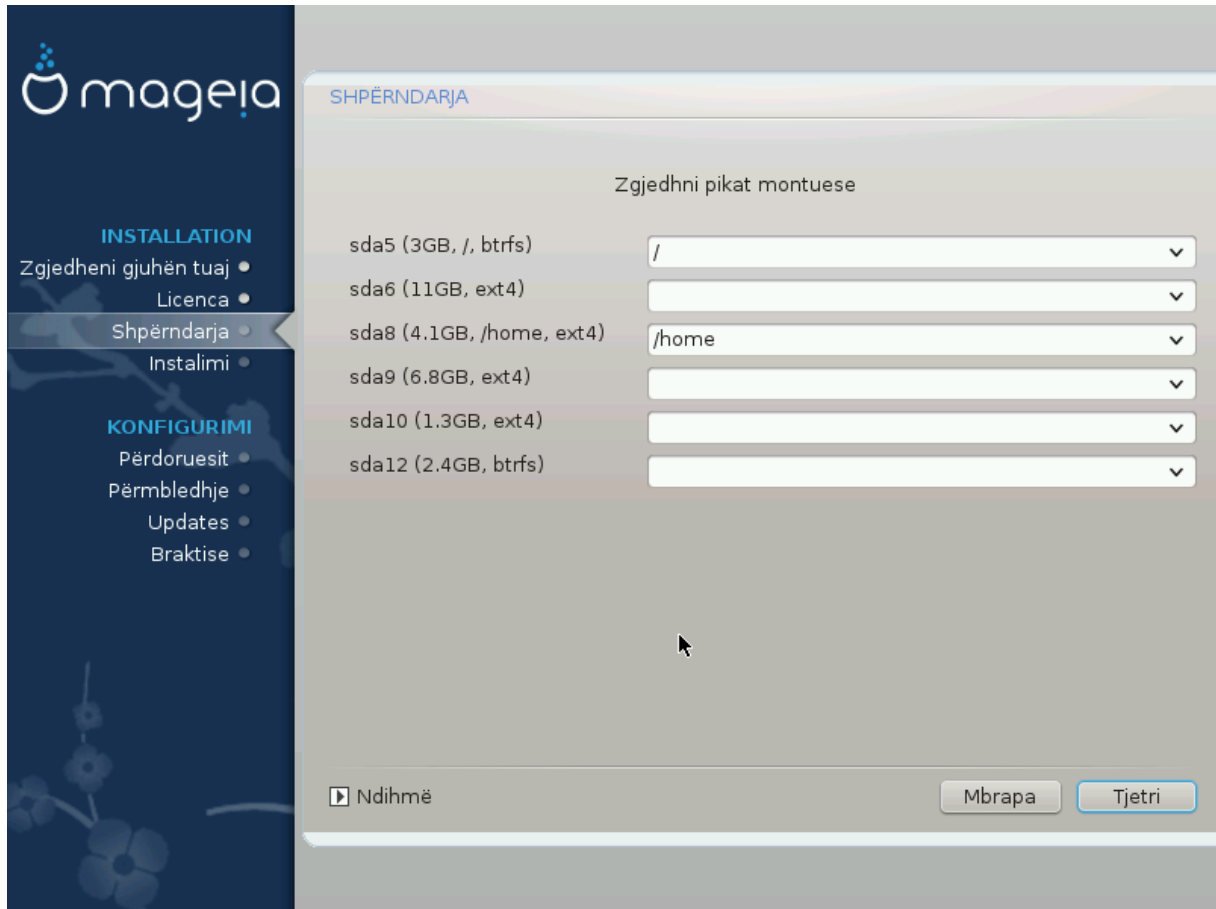 mageia
INSTALLATION
Zgjedheni gjuhën tuaj
Licenca
Shpërndarja
Instalimi
KONFIGURIMI
Përdoruesit
Përmbledhje
Updates
Braktise
SHPËRNDARJA
Zgjedhni pikat montuese
sda5 (3GB, /, btrfs) /
sda6 (11GB, ext4)
sda8 (4.1GB, /home, ext4) /home
sda9 (6.8GB, ext4)
sda10 (1.3GB, ext4)
sda12 (2.4GB, btrfs)
Ndihmë Mbrapa Tjetri